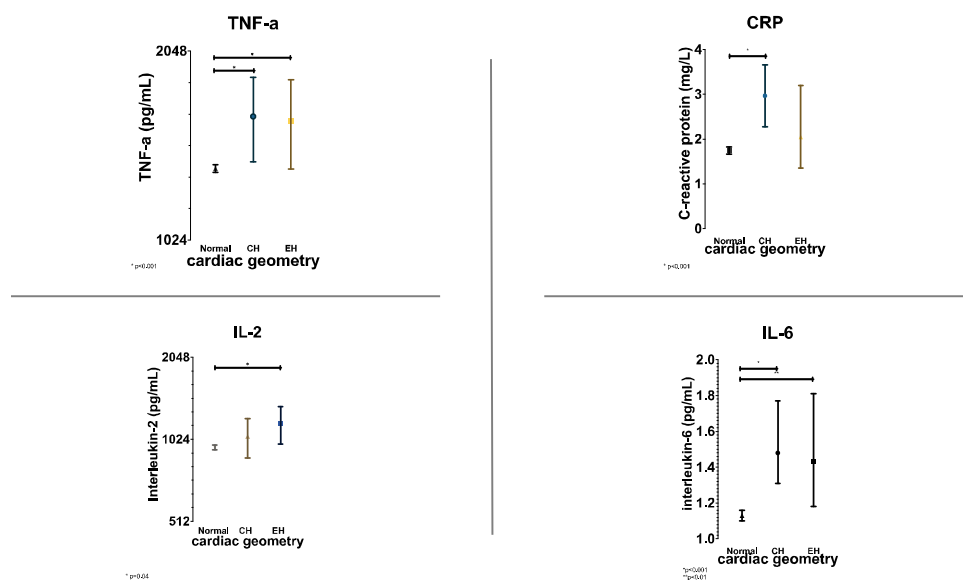 TNF-a
2048
*
*
TNF-a (pg/mL)
1024
Normal CH EH
cardiac geometry
* p<0.001
CRP
4
*
3
C-reactive protein (mg/L)
2
1
0
Normal CH EH
cardiac geometry
* p<0.001
IL-2
2048
*
Interleukin-2 (pg/mL)
1024
512
Normal CH EH
cardiac geometry
* p=0.04
IL-6
2.0
*
**
1.8
interleukin-6 (pg/mL)
1.6
1.4
1.2
1.0
Normal CH EH
cardiac geometry
*p<0.001
**p<0.01